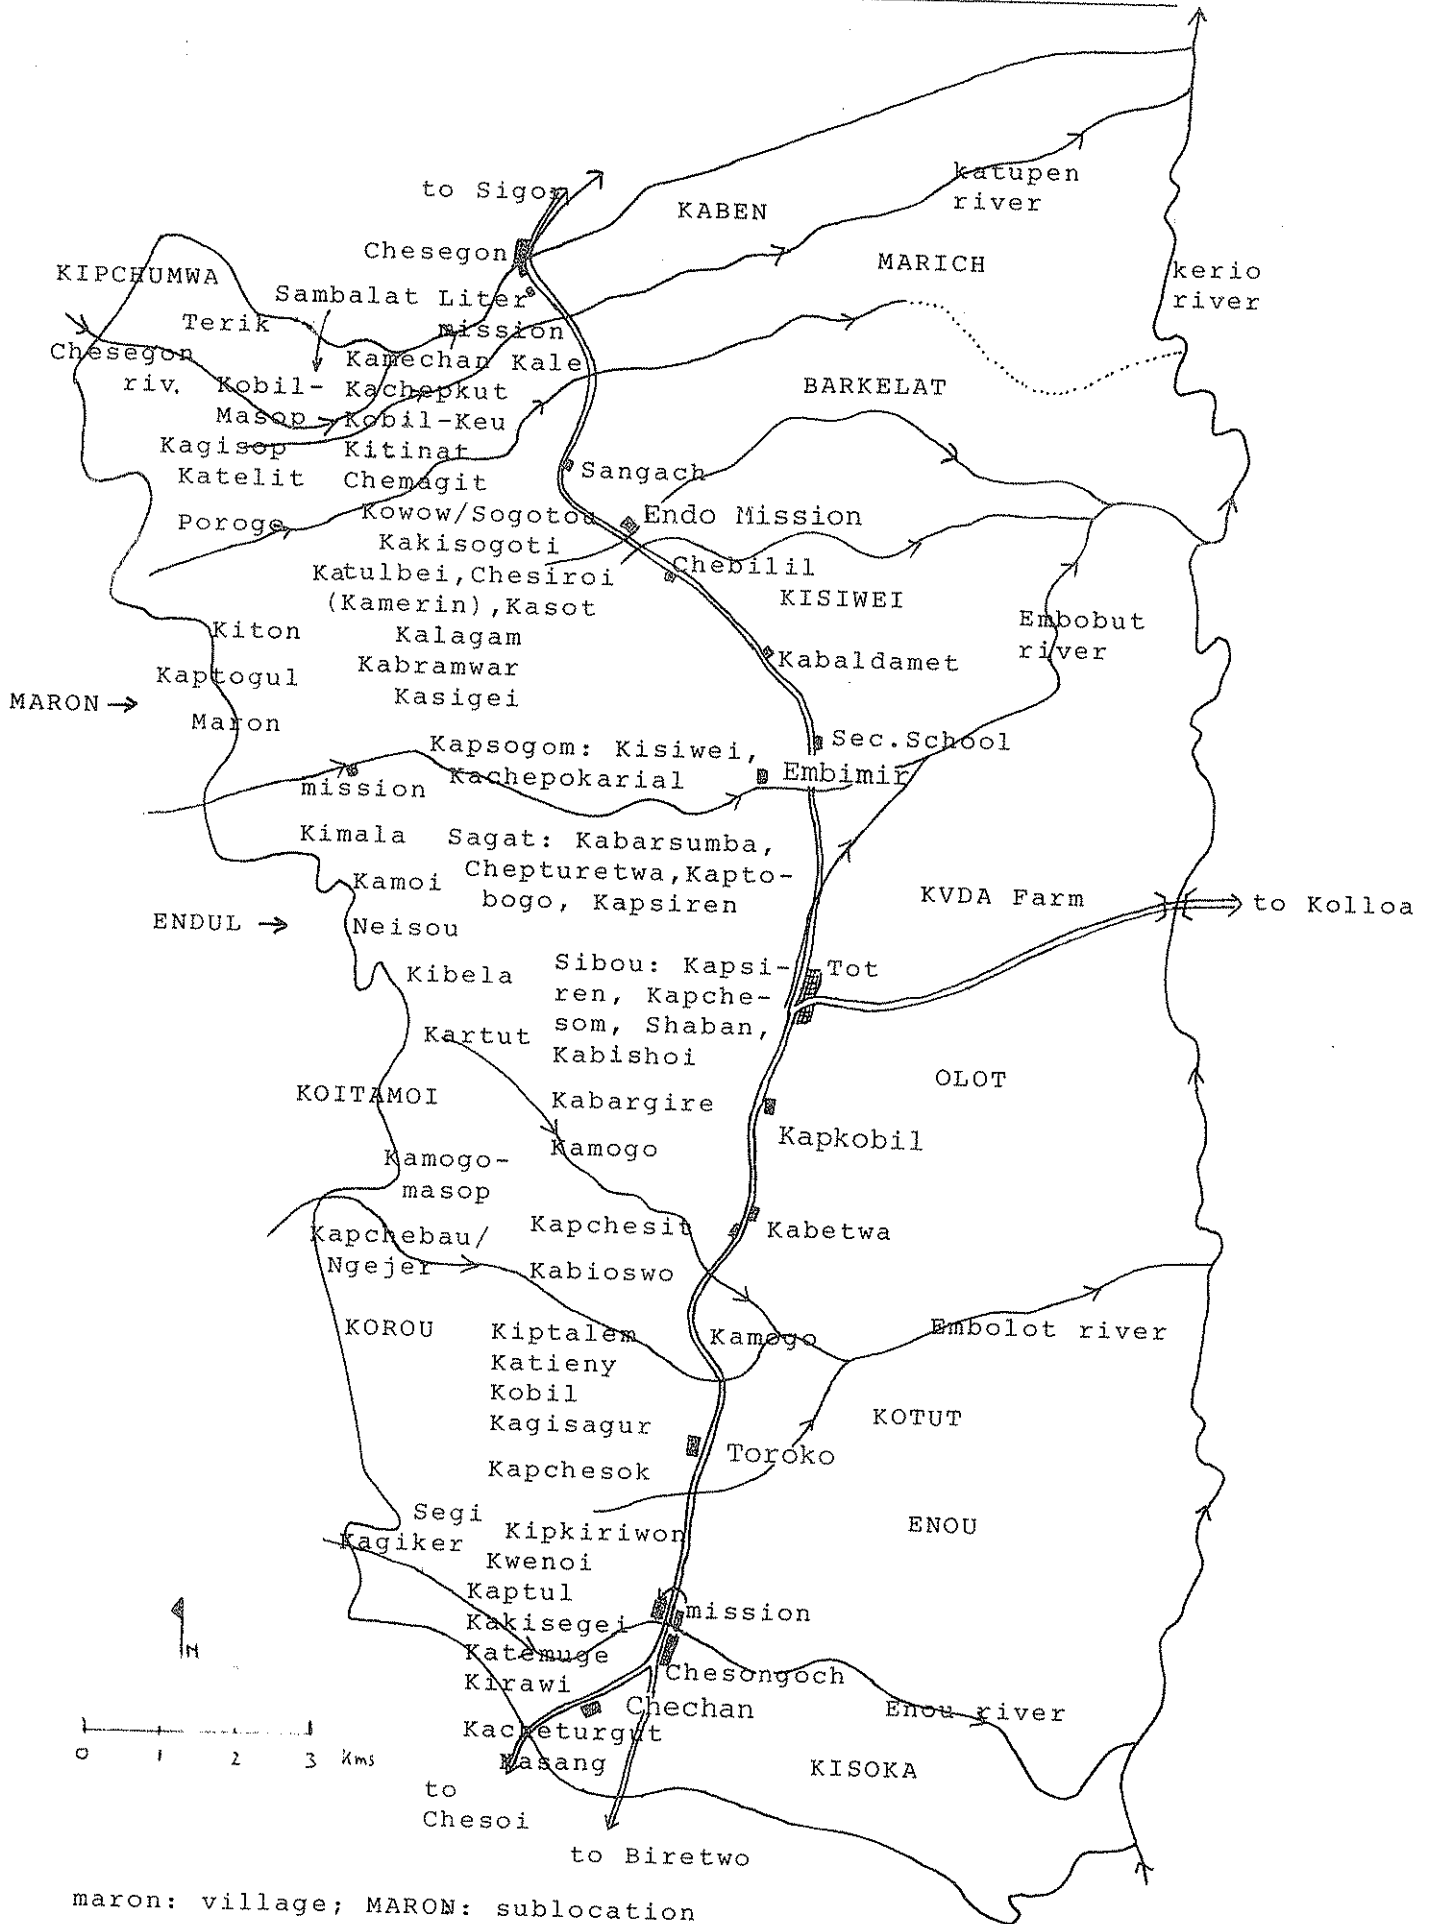 to Sigor
katupen
river
KABEN
Chesegon
MARICH
kerio
river
KIPCHUMWA
Sambalat Liter
mission
Terik
Chesegon
riv.
Kamechan Kale
Kobil-
Masop
Kachepkut
BARKELAT
Kobil-Keu
Kagisop
Kitinat
Katelit
Chemagit
Sangach
Poroge
Kowow/Sogotou
Endo Mission
Kakisogoti
Katulbei, Chesiroi
Chebilil
(Kamerin), Kasot
KISIWEI
Embobut
river
Kiton
Kalagam
Kabramwar
Kabaldamet
Kaptogul
Kasigei
MARON →
Maron
Kapsogom: Kisiwei,
Kachepokarial
Sec.School
Embimir
mission
Kimala
Sagat: Kabarsumba,
Chepturetwa, Kapto-
bogo, Kapsiren
Kamoi
KVDA Farm
to Kolloa
ENDUL →
Neisou
Kibela
Sibou: Kapsi-
ren, Kapche-
som, Shaban,
Kabishoi
Tot
Kartut
OLOT
KOITAMOI
Kabargire
Kapkobil
Kamogo
Kamogo-
masop
Kapchesit
Kabetwa
Kapchebau/
Ngejer
Kabioswo
KOROU
Kiptalem
Kamogo
Embolot river
Katieny
Kobil
Kagisagur
KOTUT
Toroko
Kapchesok
Segi
Kagiker
Kipkiriwon
ENOU
Kwenoi
Kaptul
Kakisegei
mission
Katemuge
Kirawi
Chesongoch
Chechan
Enou river
Kacheturgut
Nasang
KISOKA
N
0 1 2 3 Kms
to
Chesoi
to Biretwo
maron: village; MARON: sublocation